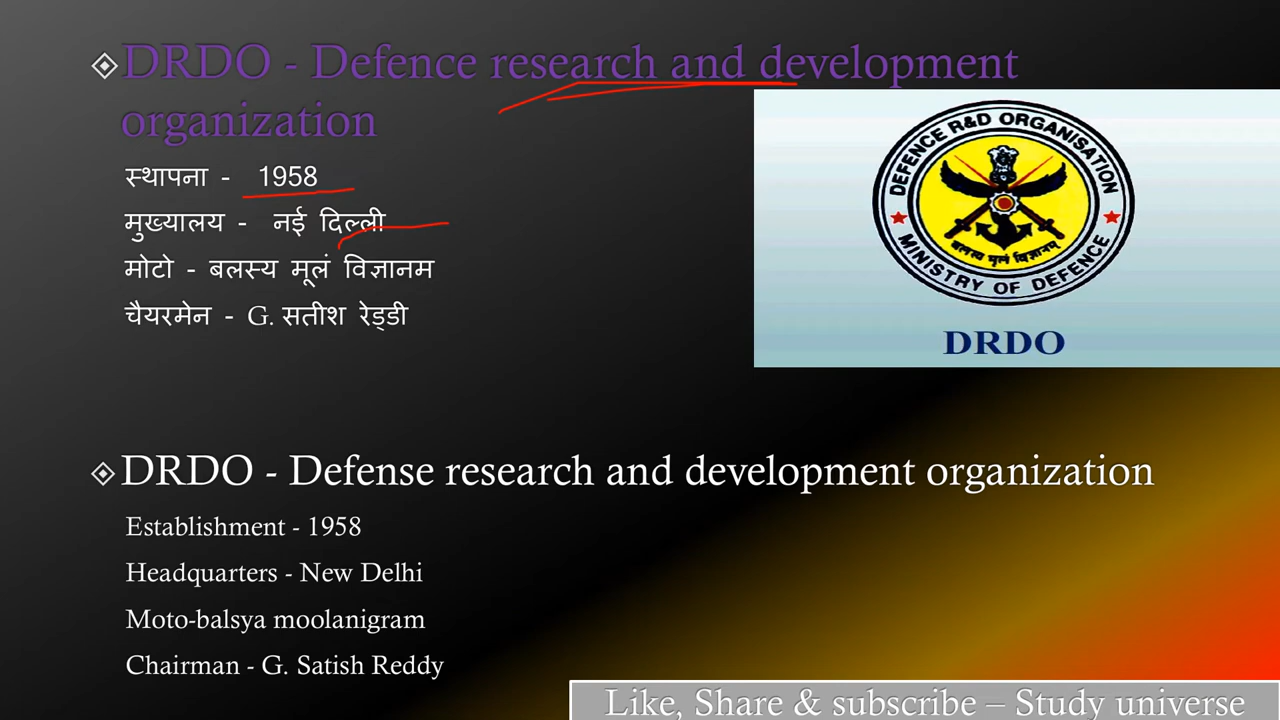 DRDO - Defence research and development
organization
स्थापना - 1958
मुख्यालय - नई दिल्ली
मोटो - बलस्य मूलं विज्ञानम
चैयरमेन - G. सतीश रेड्डी
DEFENCE R&D ORGANISATION
बलस्य मूलं विज्ञानम्
MINISTRY OF DEFENCE
DRDO
DRDO - Defense research and development organization
Establishment - 1958
Headquarters - New Delhi
Moto-balsya moolanigram
Chairman - G. Satish Reddy
Like, Share & subscribe – Study universe